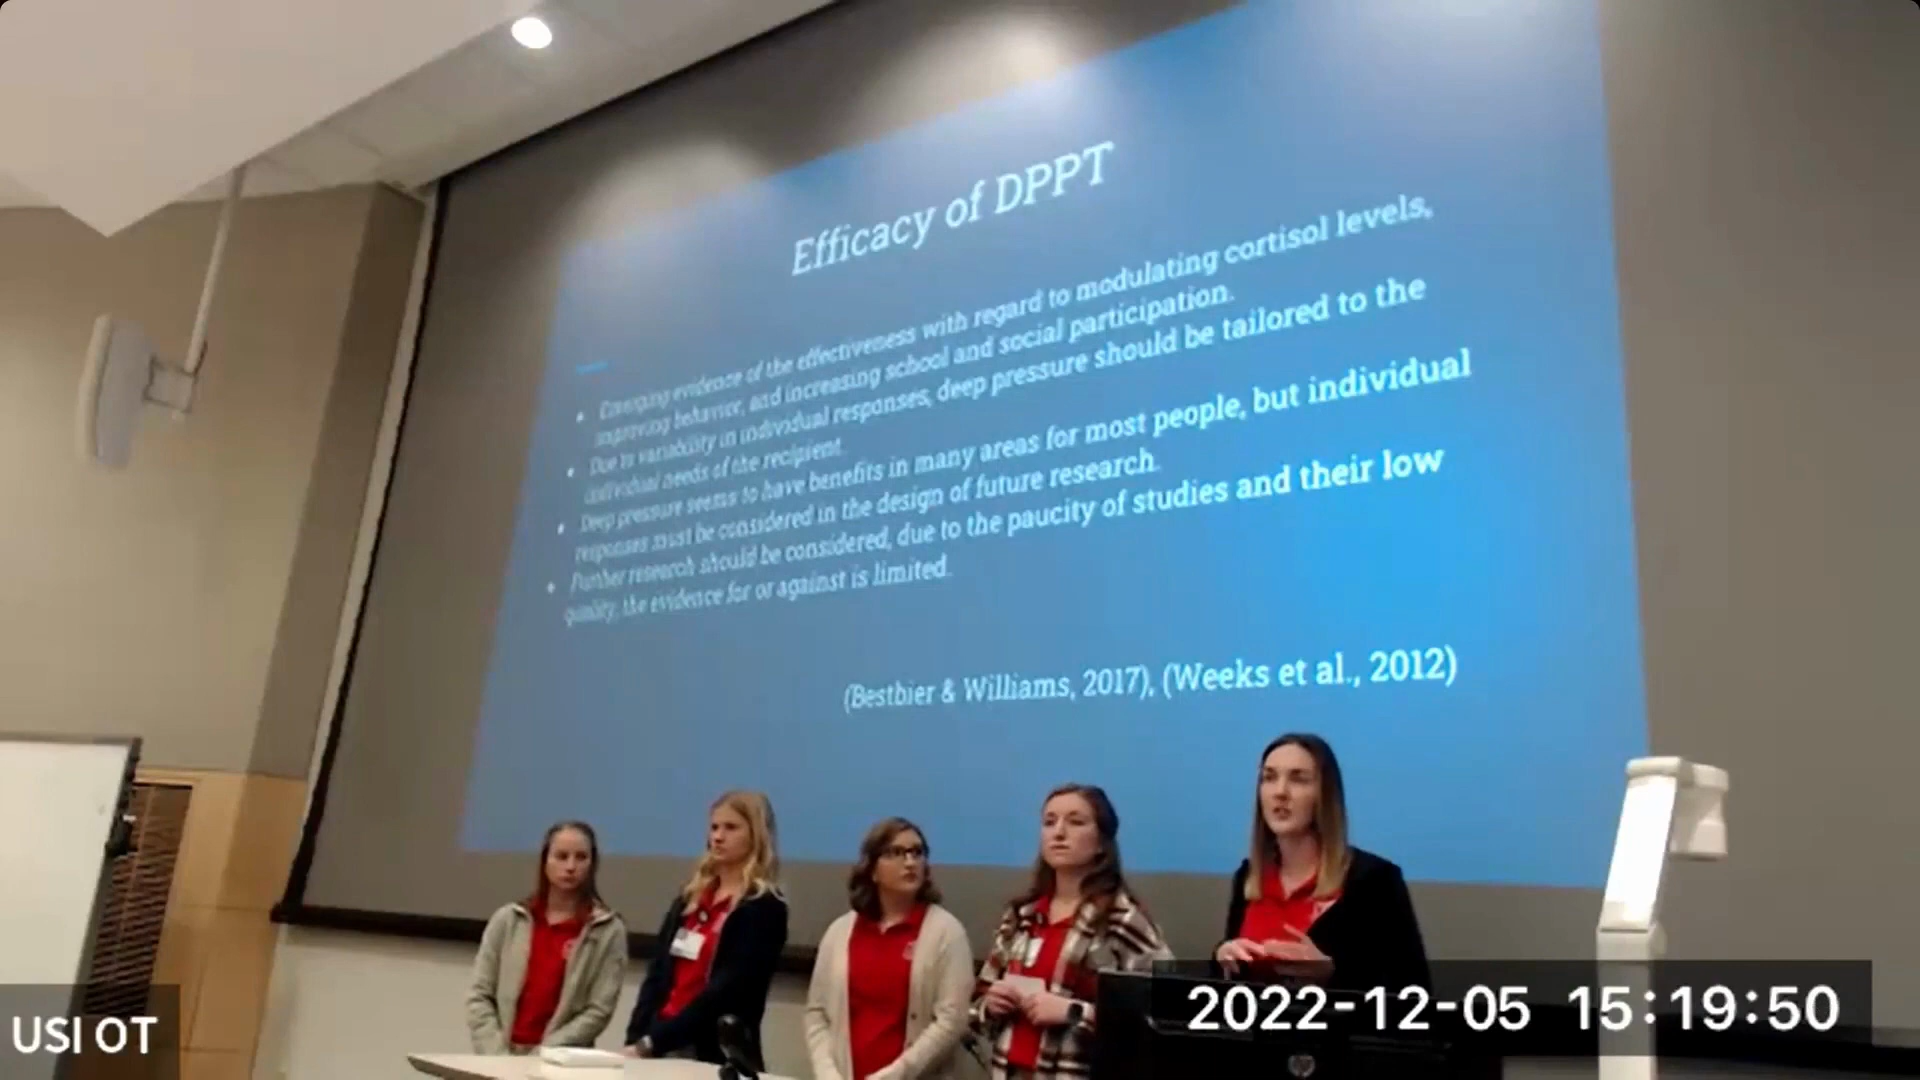 Efficacy of DPPT
• Emerging evidence of the effectiveness with regard to modulating cortisol levels,
improving behavior, and increasing school and social participation.
• Due to variability in individual responses, deep pressure should be tailored to the
individual needs of the recipient.
• Deep pressure seems to have benefits in many areas for most people, but individual
responses must be considered in the design of future research.
• Further research should be considered, due to the paucity of studies and their low
quality, the evidence for or against is limited.
(Bestbier & Williams, 2017), (Weeks et al., 2012)
USI OT
2022-12-05 15:19:50